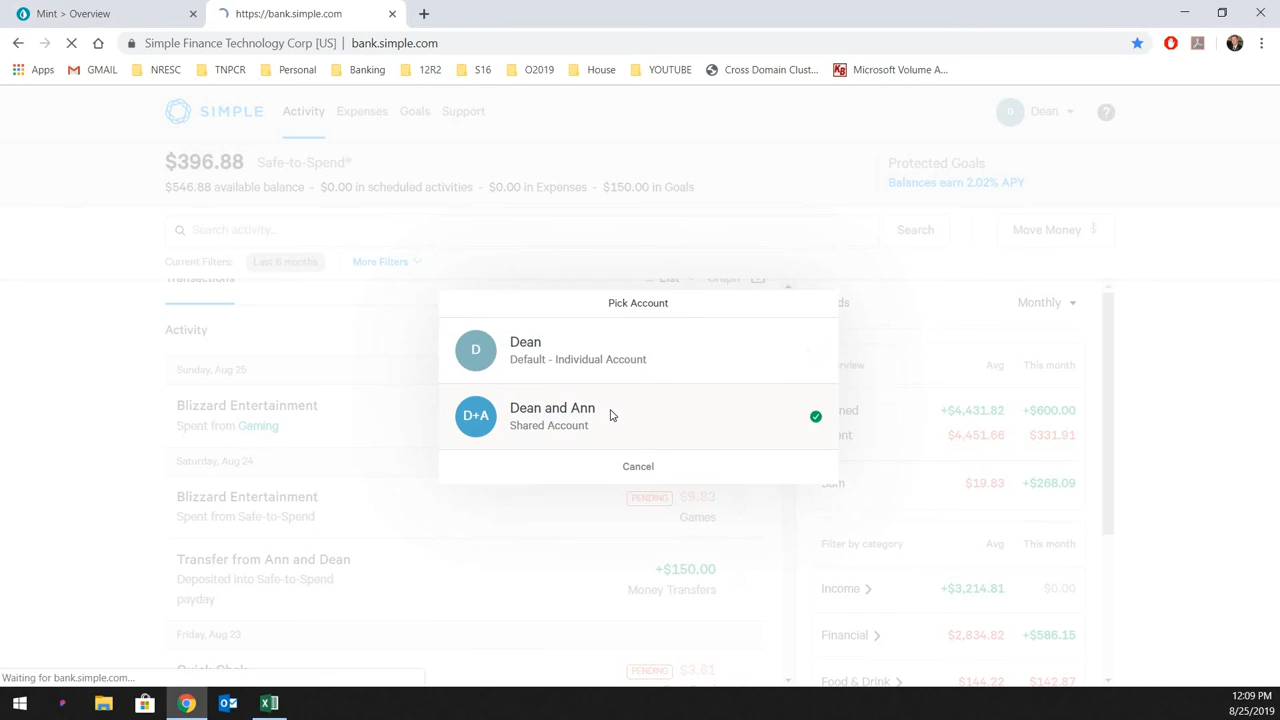 Mint > Overview
https://bank.simple.com
Simple Finance Technology Corp [US] | bank.simple.com
Apps GMAIL NRESC TNPCR Personal Banking 12R2 S16 O2019 House YOUTUBE Cross Domain Clust... KB Microsoft Volume A...
SIMPLE Activity Expenses Goals Support D Dean ?
$396.88 Safe-to-Spend®
$546.88 available balance - $0.00 in scheduled activities - $0.00 in Expenses - $150.00 in Goals
Protected Goals
Balances earn 2.02% APY
Search activity... Search Move Money $
Current Filters: Last 6 months More Filters
Transactions List Graph
Activity
Sunday, Aug 25
Blizzard Entertainment
Spent from Gaming
Saturday, Aug 24
Blizzard Entertainment PENDING $9.83
Spent from Safe-to-Spend Games
Transfer from Ann and Dean +$150.00
Deposited into Safe-to-Spend Money Transfers
payday
Friday, Aug 23
PENDING $3.61
Pick Account
D
Dean
Default - Individual Account
D+A
Dean and Ann
Shared Account
Cancel
Monthly
Avg This month
+$4,431.82 +$600.00
$4,451.66 $331.91
Sum $19.83 +$268.09
Filter by category Avg This month
Income +$3,214.81 $0.00
Financial $2,834.82 +$586.15
Food & Drink $144.22 $142.87
Waiting for bank.simple.com...
12:09 PM
8/25/2019